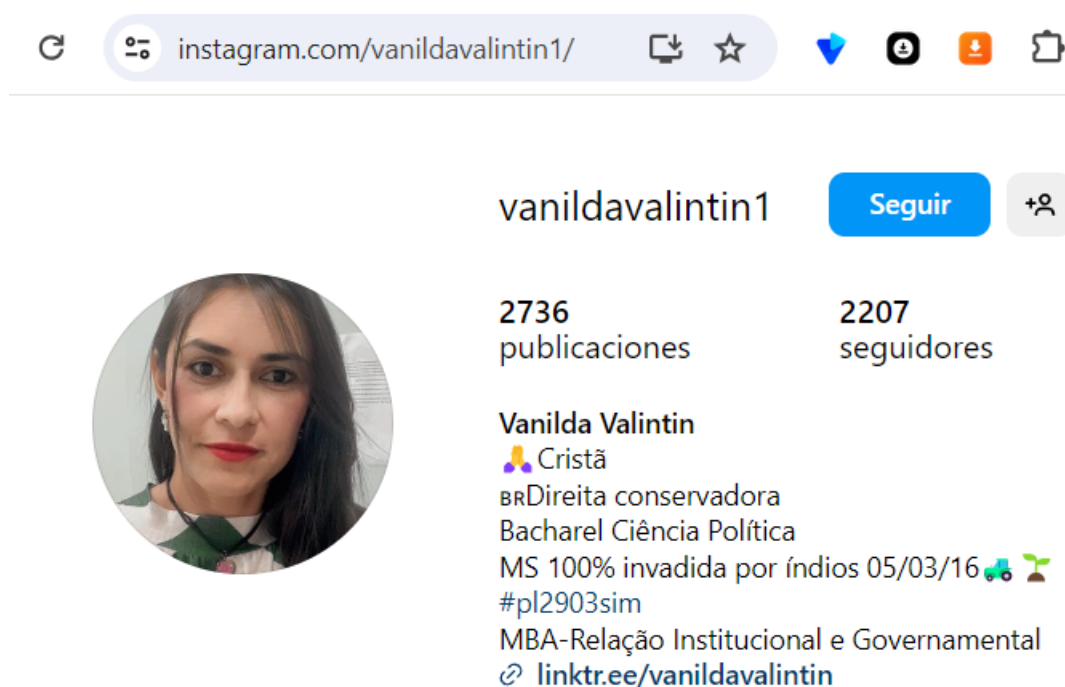 instagram.com/vanildavalintin1/
vanildavalintin1
Seguir
2736 2207
publicaciones seguidores
Vanilda Valintin
🙏Cristã
BRDireita conservadora
Bacharel Ciência Política
MS 100% invadida por índios 05/03/16🚜🌱
#pl2903sim
MBA-Relação Institucional e Governamental
linktr.ee/vanildavalintin